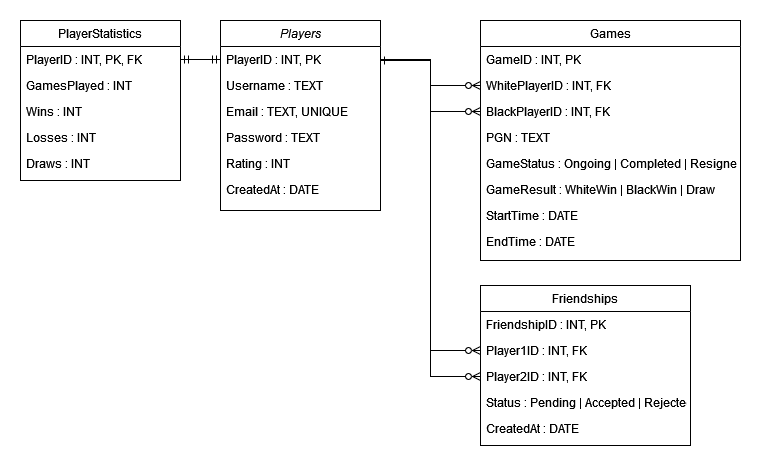 PlayerStatistics
PlayerID : INT, PK, FK
GamesPlayed : INT
Wins : INT
Losses : INT
Draws : INT
Players
PlayerID : INT, PK
Username : TEXT
Email : TEXT, UNIQUE
Password : TEXT
Rating : INT
CreatedAt : DATE
Games
GameID : INT, PK
WhitePlayerID : INT, FK
BlackPlayerID : INT, FK
PGN : TEXT
GameStatus : Ongoing | Completed | Resigne
GameResult : WhiteWin | BlackWin | Draw
StartTime : DATE
EndTime : DATE
Friendships
FriendshipID : INT, PK
Player1ID : INT, FK
Player2ID : INT, FK
Status : Pending | Accepted | Rejecte
CreatedAt : DATE